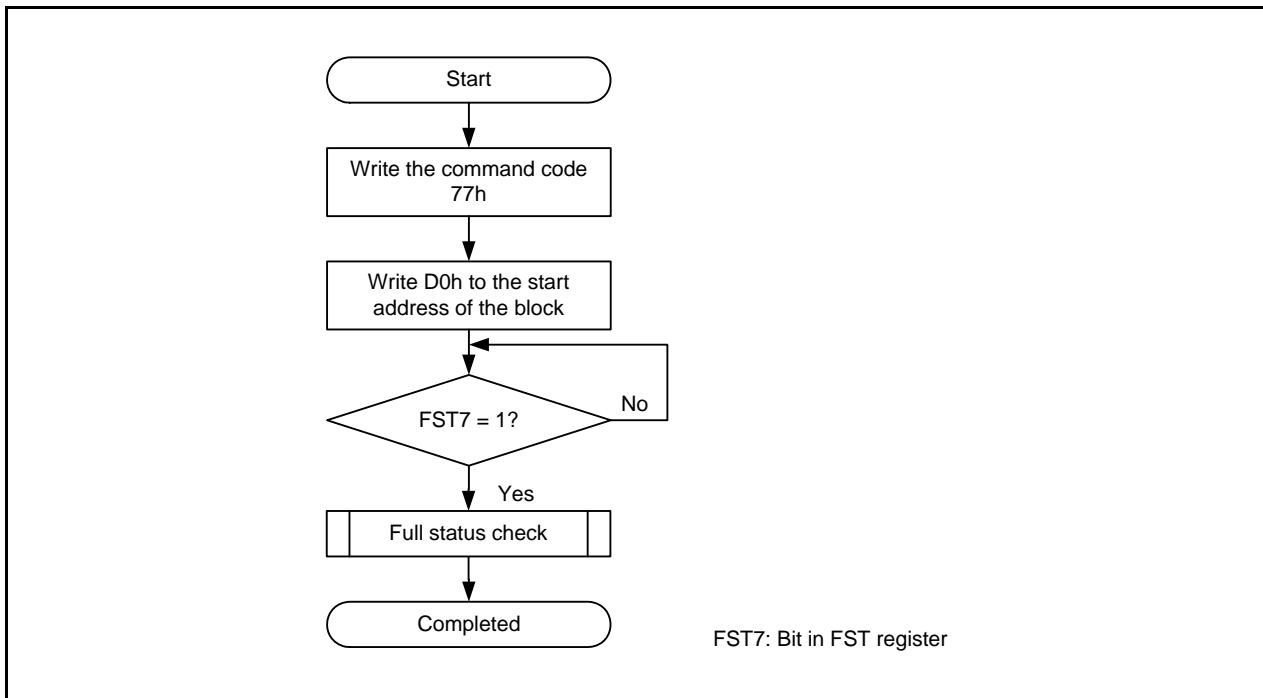 Start
Write the command code
77h
Write D0h to the start
address of the block
FST7 = 1?
No
Yes
Full status check
Completed
FST7: Bit in FST register